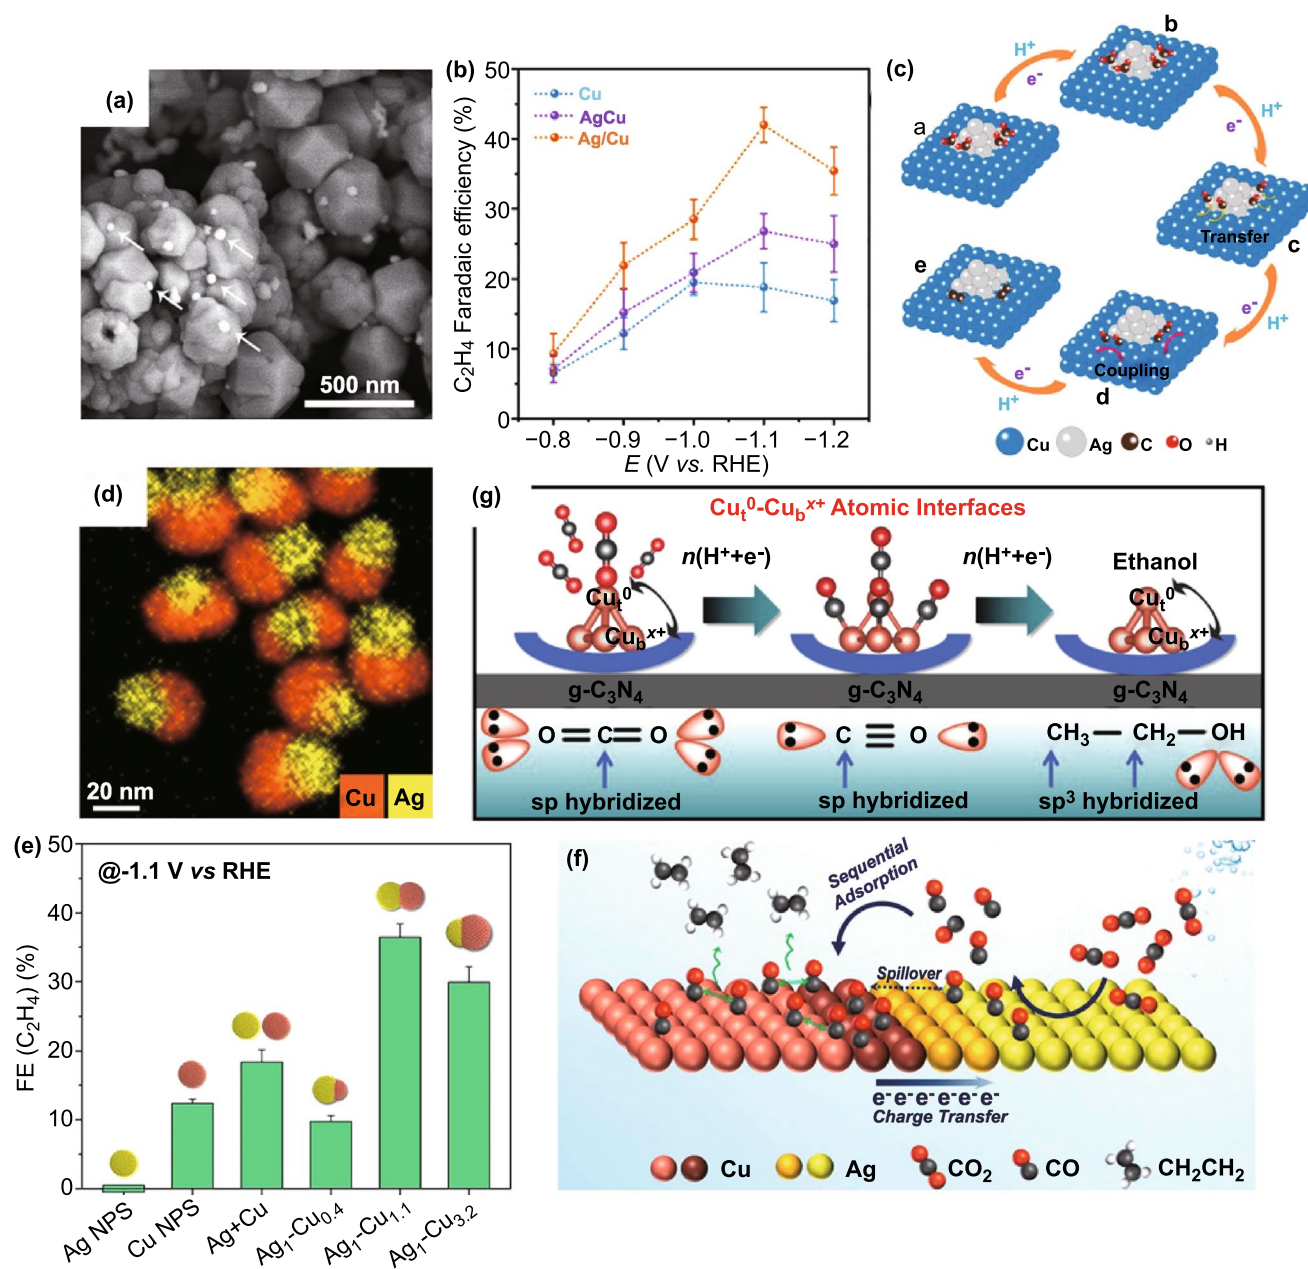 (a)
500 nm
(b)
C₂H₄ Faradaic efficiency (%)
50
40
30
20
10
0
Cu
AgCu
Ag/Cu
−0.8 −0.9 −1.0 −1.1 −1.2
E (V vs. RHE)
(c)
a
b
c
d
e
H⁺
e⁻
H⁺
e⁻
Transfer
e⁻
H⁺
Coupling
e⁻
H⁺
Cu Ag C O H
(d)
20 nm
Cu Ag
(g)
Cuₜ⁰-Cu_bˣ⁺ Atomic Interfaces
n(H⁺+e⁻)
n(H⁺+e⁻)
Ethanol
Cuₜ⁰
Cu_bˣ⁺
Cuₜ⁰
Cu_bˣ⁺
g-C₃N₄ g-C₃N₄ g-C₃N₄
O C O
C O
CH₃ CH₂ OH
sp hybridized sp hybridized sp³ hybridized
(e)
@-1.1 V vs RHE
FE (C₂H₄) (%)
50
40
30
20
10
0
Ag NPS
Cu NPS
Ag+Cu
Ag₁-Cu₀.₄
Ag₁-Cu₁.₁
Ag₁-Cu₃.₂
(f)
Sequential
Adsorption
Spillover
e⁻e⁻e⁻e⁻e⁻e⁻
Charge Transfer
Cu Ag CO₂ CO CH₂CH₂